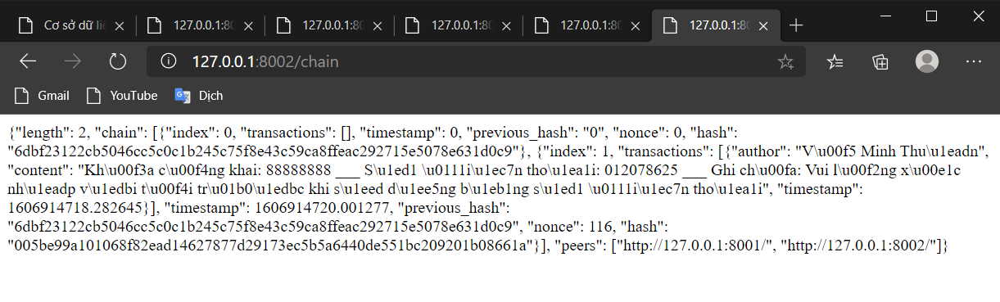 Cơ sở dữ liệ
127.0.0.1:80
127.0.0.1:80
127.0.0.1:80
127.0.0.1:80
127.0.0.1:80
127.0.0.1:8002/chain
Gmail YouTube Dịch
{"length": 2, "chain": [{"index": 0, "transactions": [], "timestamp": 0, "previous_hash": "0", "nonce": 0, "hash":
"6dbf23122cb5046cc5c0c1b245c75f8e43c59ca8ffeac292715e5078e631d0c9"}, {"index": 1, "transactions": [{"author": "V\u00f5 Minh Thu\u1eadn",
"content": "Kh\u00f3a c\u00f4ng khai: 88888888 ___ S\u1ed1 \u0111i\u1ec7n tho\u1ea1i: 012078625 ___ Ghi ch\u00fa: Vui l\u00f2ng x\u00e1c
nh\u1eadp v\u1edbi t\u00f4i tr\u01b0\u1edbc khi s\u1eed d\u1ee5ng b\u1eb1ng s\u1ed1 \u0111i\u1ec7n tho\u1ea1i", "timestamp":
1606914718.282645}], "timestamp": 1606914720.001277, "previous_hash":
"6dbf23122cb5046cc5c0c1b245c75f8e43c59ca8ffeac292715e5078e631d0c9", "nonce": 116, "hash":
"005be99a101068f82ead14627877d29173ec5b5a6440de551bc209201b08661a"}], "peers": ["http://127.0.0.1:8001/", "http://127.0.0.1:8002/"]}